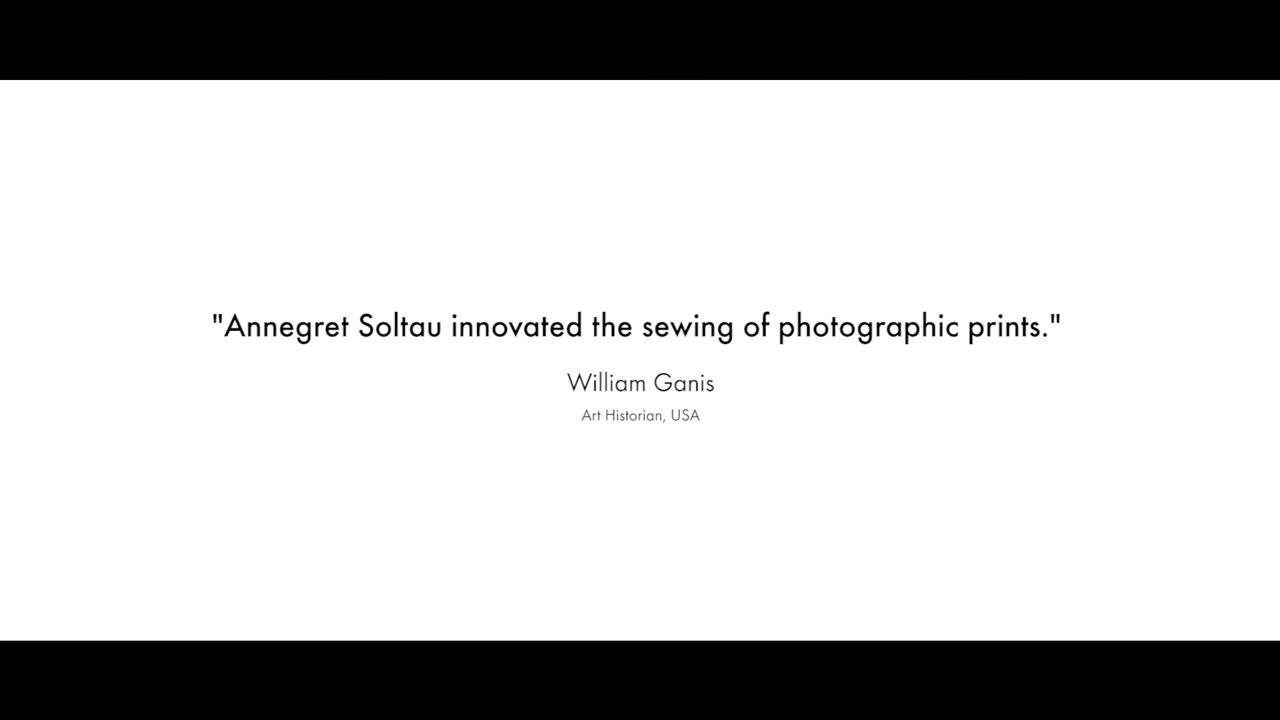 "Annegret Soltau innovated the sewing of photographic prints."
William Ganis
Art Historian, USA